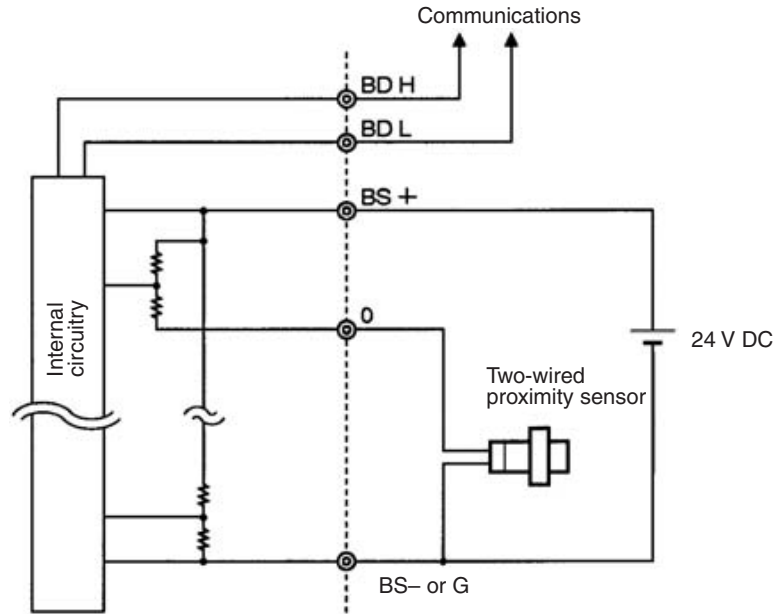 Communications
BD H
BD L
BS +
0
Internal
circuitry
24 V DC
Two-wired
proximity sensor
BS– or G